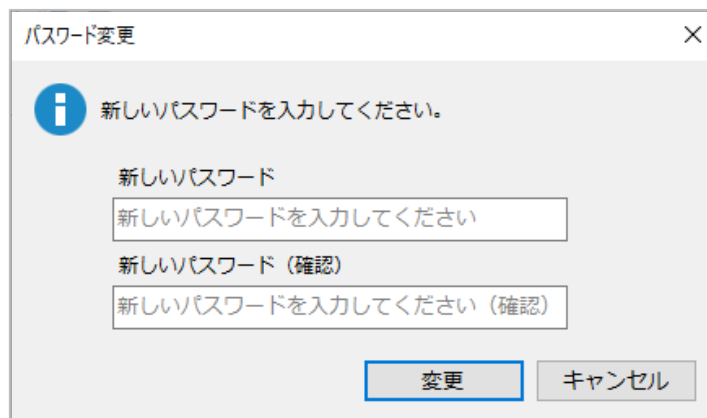 パスワード変更
新しいパスワードを入力してください。
新しいパスワード
新しいパスワードを入力してください
新しいパスワード（確認）
新しいパスワードを入力してください（確認）
変更
キャンセル